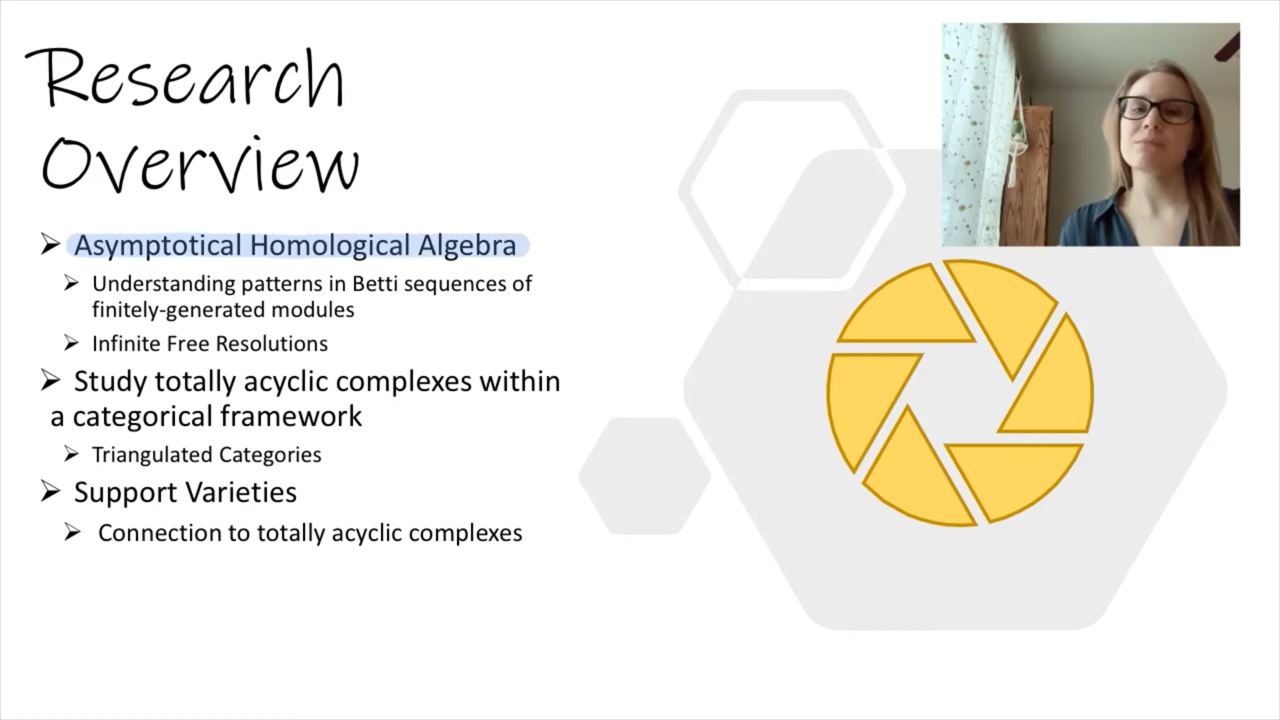 Research
Overview
Asymptotical Homological Algebra
Understanding patterns in Betti sequences of
finitely-generated modules
Infinite Free Resolutions
Study totally acyclic complexes within
a categorical framework
Triangulated Categories
Support Varieties
Connection to totally acyclic complexes